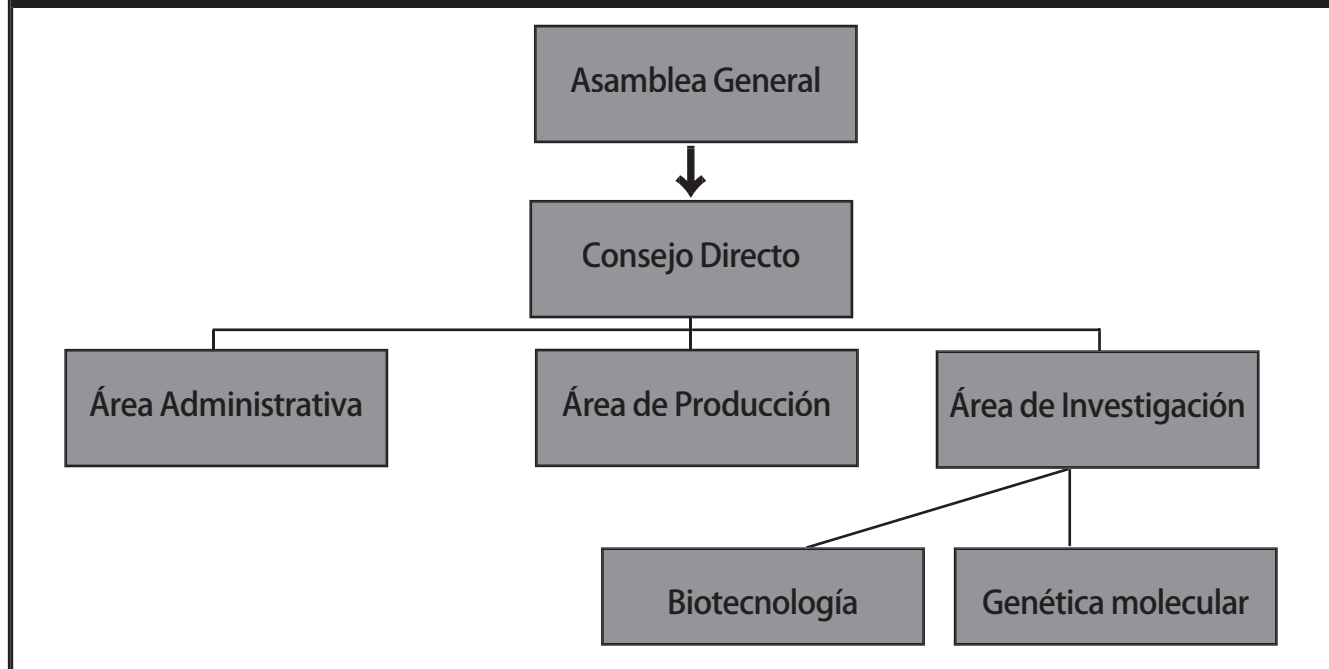 Asamblea General
Consejo Directo
Área Administrativa
Área de Producción
Área de Investigación
Biotecnología
Genética molecular